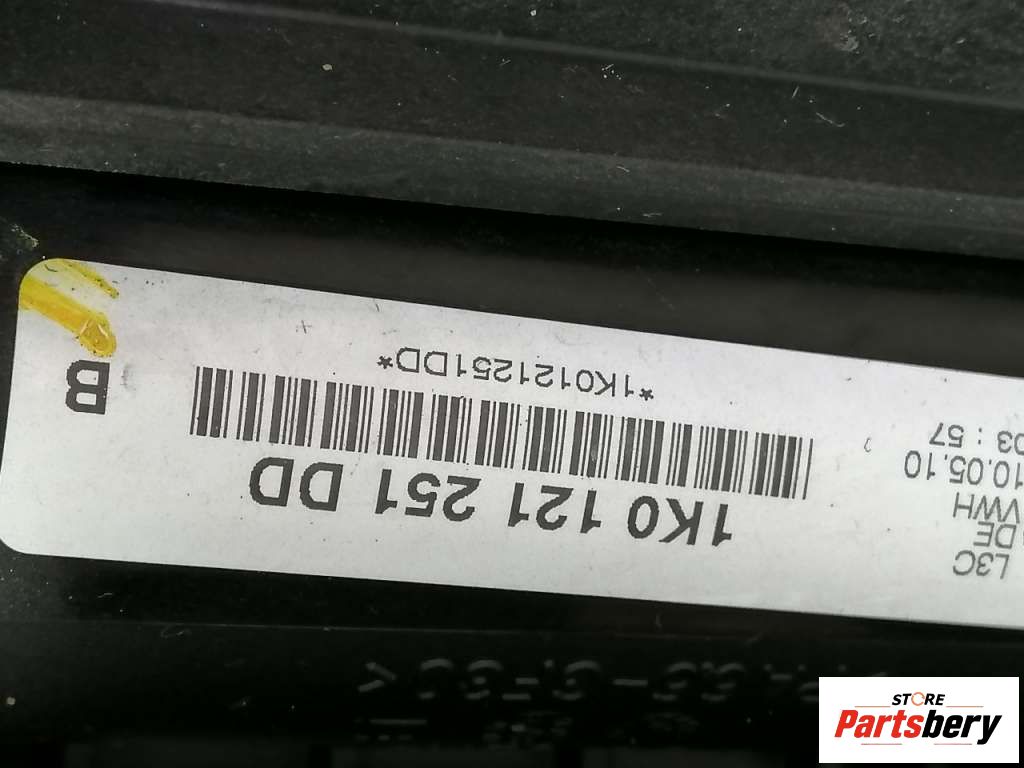 L3C
DE
VWH
10.05.10
03 : 57
1K0 121 251 DD
*1K0121251DD*
B
STORE
Partsbery